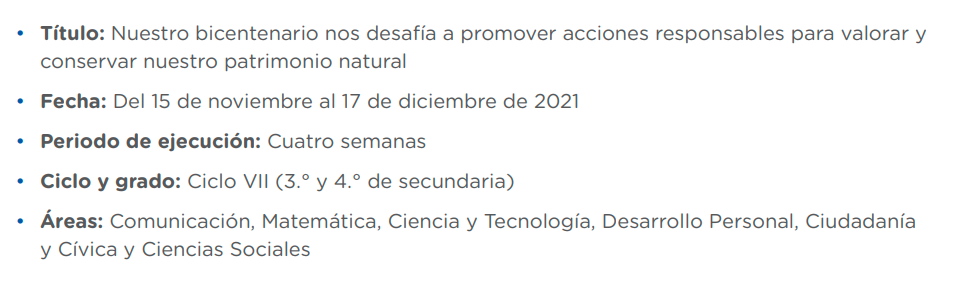 • Título: Nuestro bicentenario nos desafía a promover acciones responsables para valorar y
conservar nuestro patrimonio natural
• Fecha: Del 15 de noviembre al 17 de diciembre de 2021
• Periodo de ejecución: Cuatro semanas
• Ciclo y grado: Ciclo VII (3.° y 4.° de secundaria)
• Áreas: Comunicación, Matemática, Ciencia y Tecnología, Desarrollo Personal, Ciudadanía
y Cívica y Ciencias Sociales